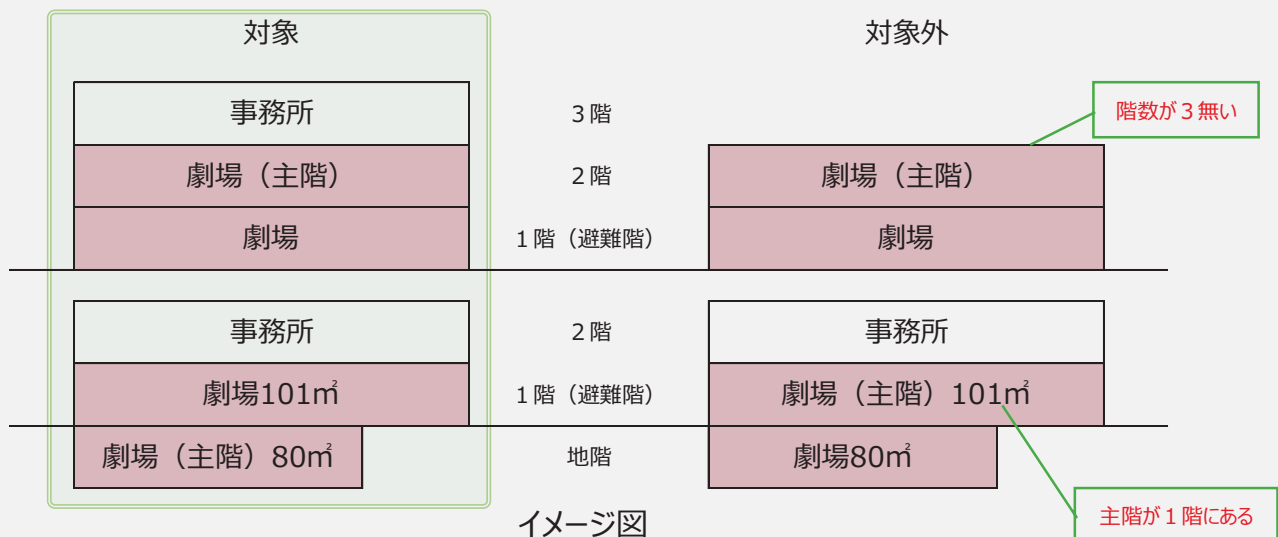 対象
対象外
事務所
3階
階数が3無い
劇場（主階）
2階
劇場（主階）
劇場
1階（避難階）
劇場
事務所
2階
事務所
劇場101㎡
1階（避難階）
劇場（主階）101㎡
劇場（主階）80㎡
地階
劇場80㎡
主階が1階にある
イメージ図